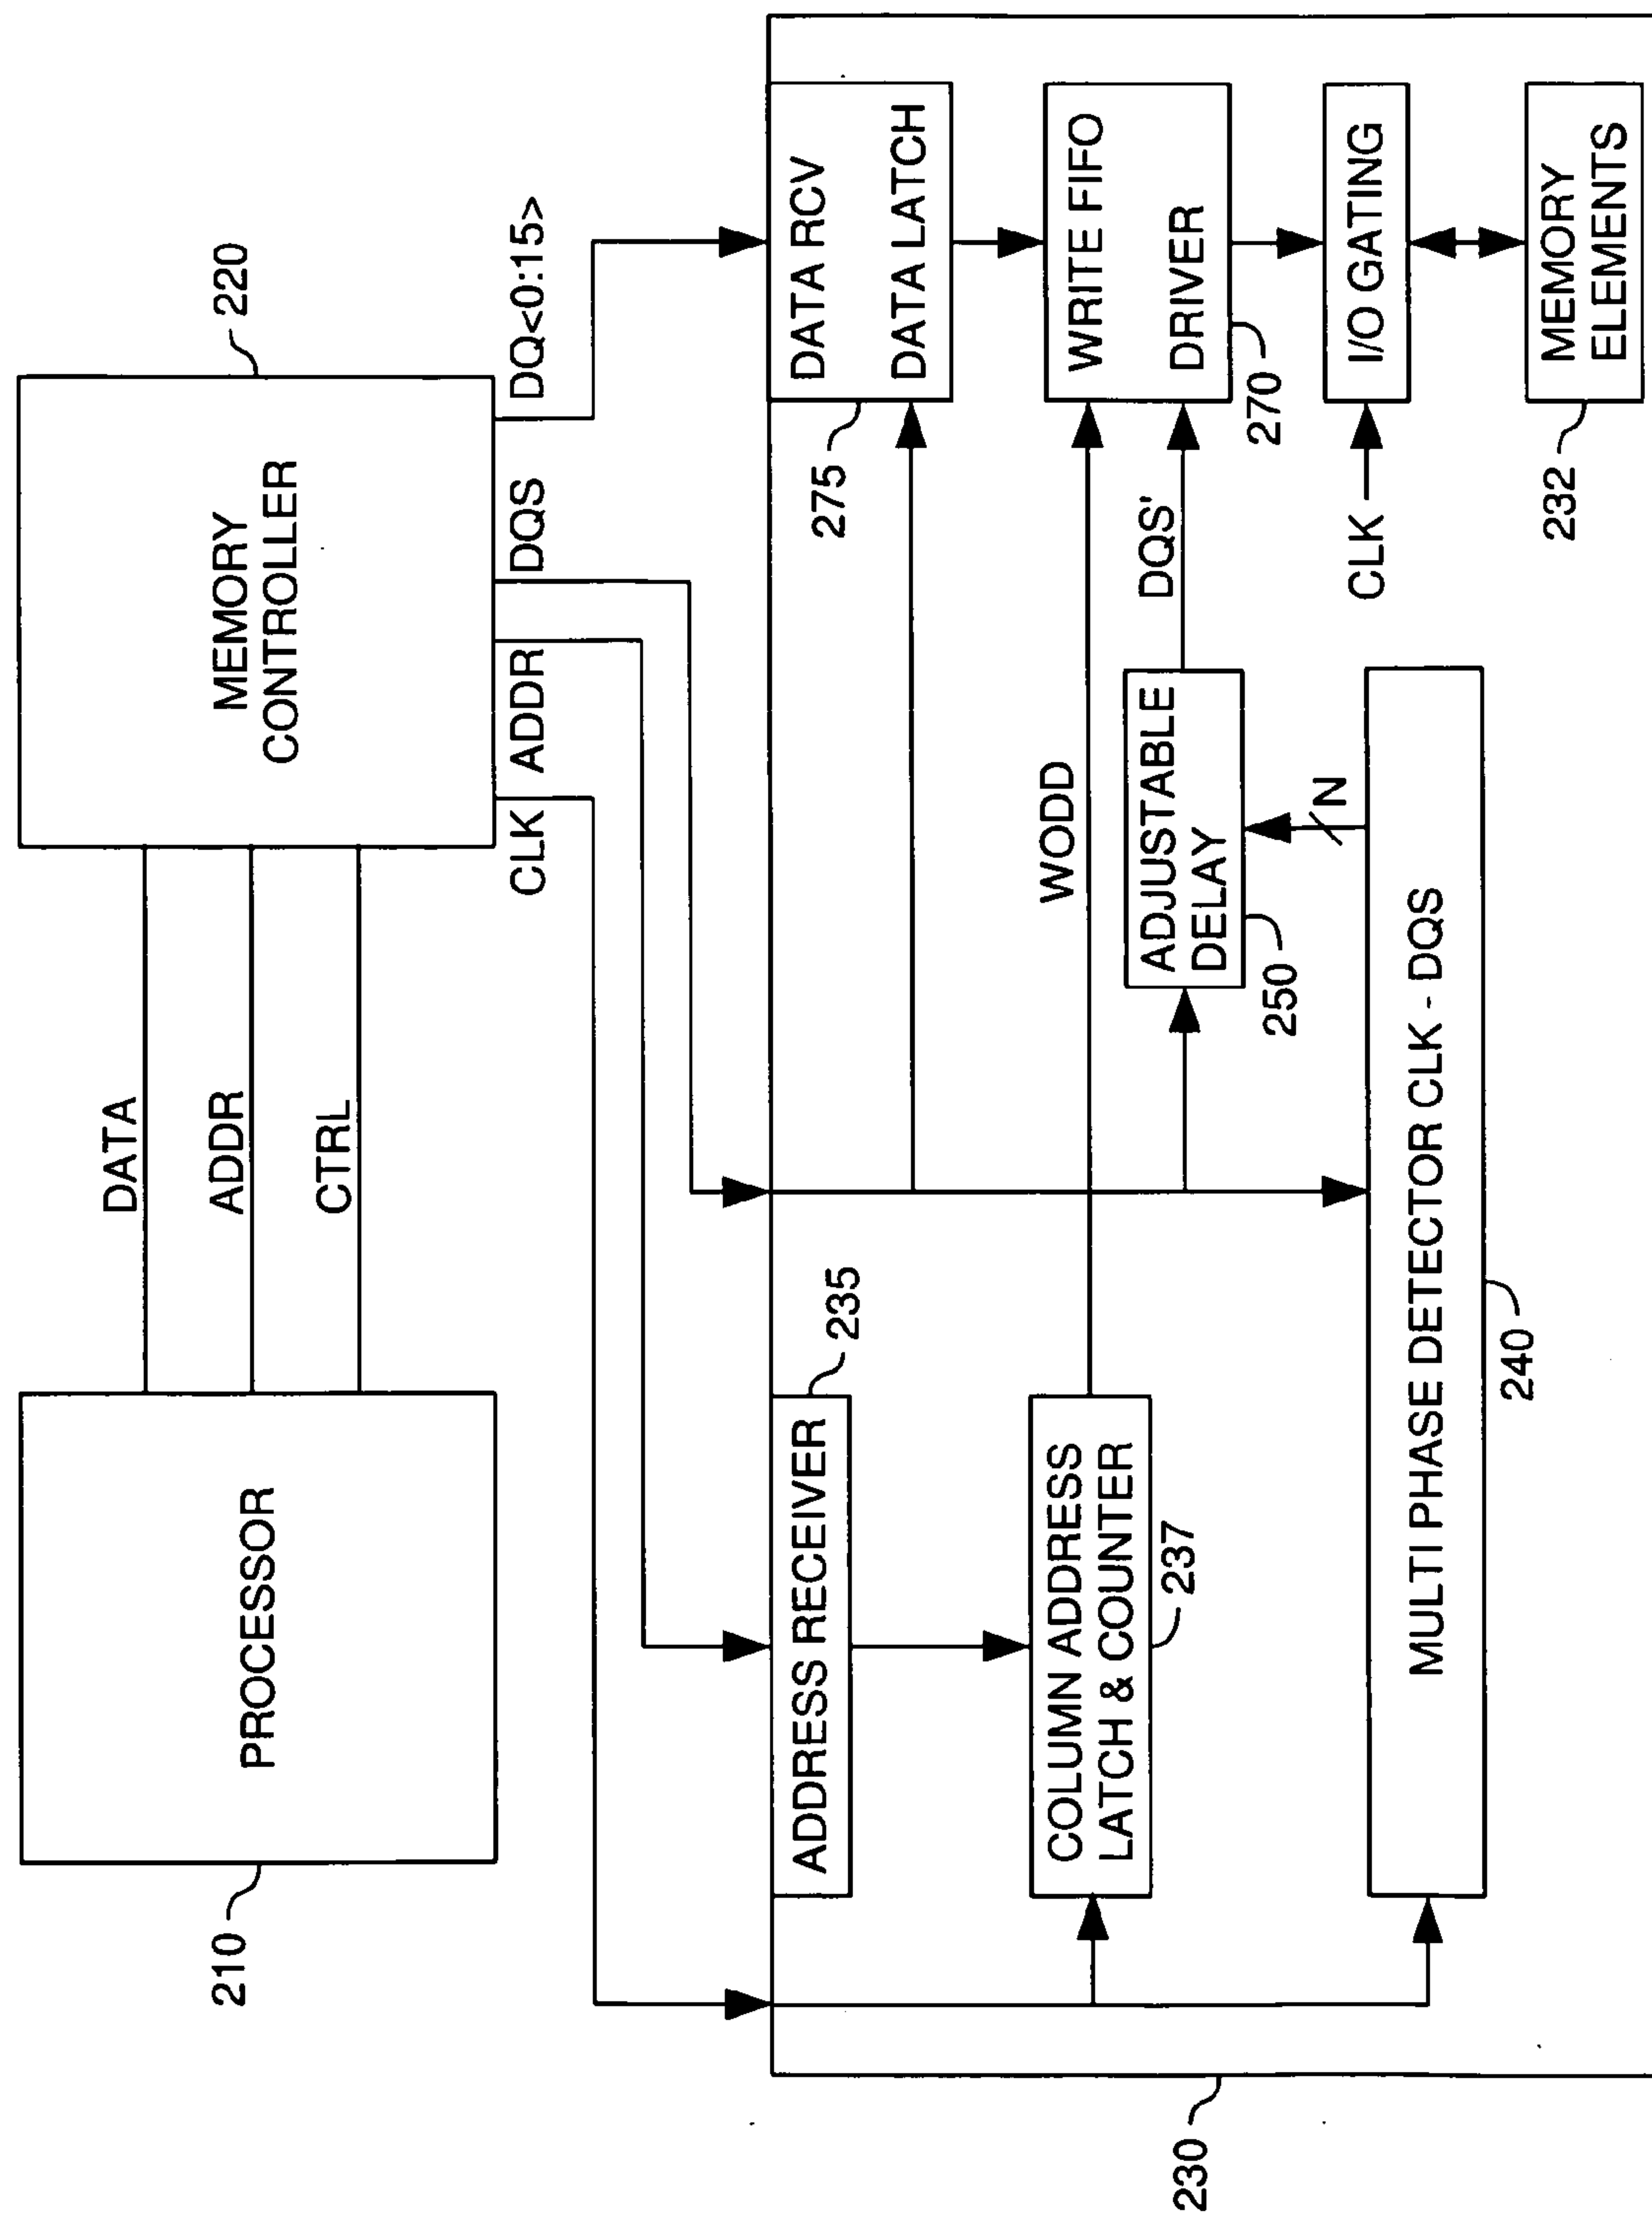 210
PROCESSOR
DATA
ADDR
CTRL
MEMORY
CONTROLLER
220
CLK
ADDR
DQS
DQ<0:15>
230
ADDRESS RECEIVER
235
COLUMN ADDRESS
LATCH & COUNTER
237
WODD
275
DATA RCV
DATA LATCH
ADJUSTABLE
DELAY
250
DQS'
WRITE FIFO
DRIVER
270
N
CLK
I/O GATING
MULTI PHASE DETECTOR CLK - DQS
240
232
MEMORY
ELEMENTS